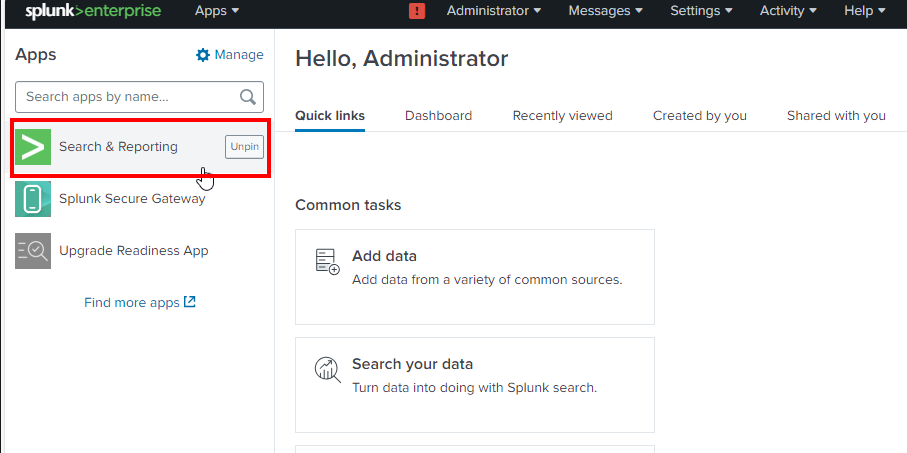 splunk>enterprise Apps ! Administrator Messages Settings Activity Help
Apps
Manage
Search apps by name...
Search & Reporting
Unpin
Splunk Secure Gateway
Upgrade Readiness App
Find more apps
Hello, Administrator
Quick links Dashboard Recently viewed Created by you Shared with you
Common tasks
Add data
Add data from a variety of common sources.
Search your data
Turn data into doing with Splunk search.